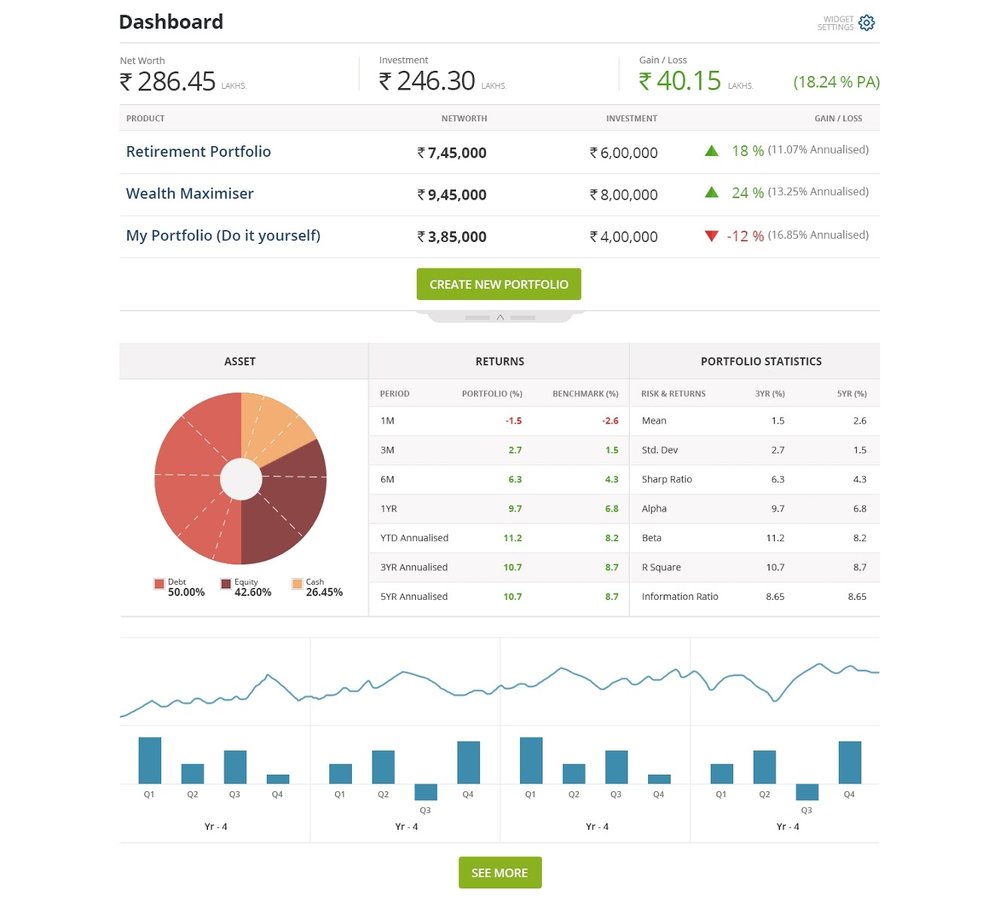 Dashboard
WIDGET
SETTINGS
Net Worth
₹ 286.45 LAKHS.
Investment
₹ 246.30 LAKHS.
Gain / Loss
₹ 40.15 LAKHS.
(18.24 % PA)
PRODUCT NETWORTH INVESTMENT GAIN / LOSS
Retirement Portfolio ₹ 7,45,000 ₹ 6,00,000 18 % (11.07% Annualised)
Wealth Maximiser ₹ 9,45,000 ₹ 8,00,000 24 % (13.25% Annualised)
My Portfolio (Do it yourself) ₹ 3,85,000 ₹ 4,00,000 -12 % (16.85% Annualised)
CREATE NEW PORTFOLIO
ASSET
Debt
50.00%
Equity
42.60%
Cash
26.45%
RETURNS
PERIOD PORTFOLIO (%) BENCHMARK (%)
1M -1.5 -2.6
3M 2.7 1.5
6M 6.3 4.3
1YR 9.7 6.8
YTD Annualised 11.2 8.2
3YR Annualised 10.7 8.7
5YR Annualised 10.7 8.7
PORTFOLIO STATISTICS
RISK & RETURNS 3YR (%) 5YR (%)
Mean 1.5 2.6
Std. Dev 2.7 1.5
Sharp Ratio 6.3 4.3
Alpha 9.7 6.8
Beta 11.2 8.2
R Square 10.7 8.7
Information Ratio 8.65 8.65
Q1 Q2 Q3 Q4
Yr - 4
Q1 Q2 Q3 Q4
Yr - 4
Q1 Q2 Q3 Q4
Yr - 4
Q1 Q2 Q3 Q4
Yr - 4
SEE MORE